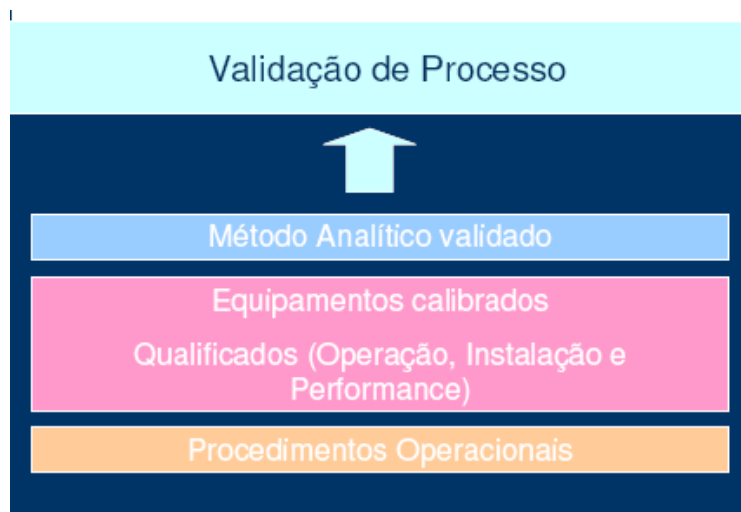 Validação de Processo
Método Analítico validado
Equipamentos calibrados
Qualificados (Operação, Instalação e
Performance)
Procedimentos Operacionais